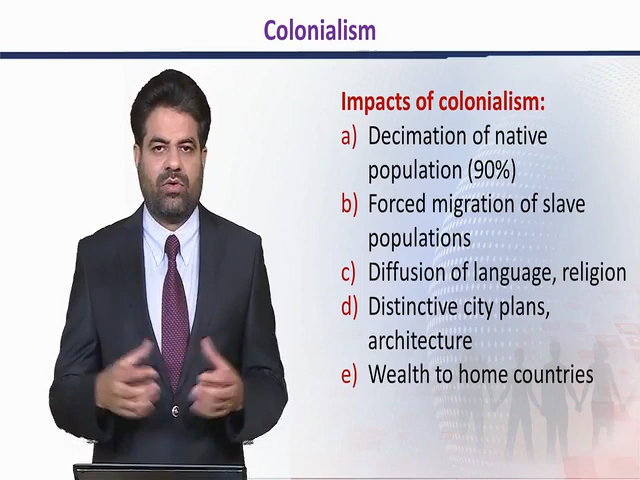 Colonialism
Impacts of colonialism:
a) Decimation of native
population (90%)
b) Forced migration of slave
populations
c) Diffusion of language, religion
d) Distinctive city plans,
architecture
e) Wealth to home countries